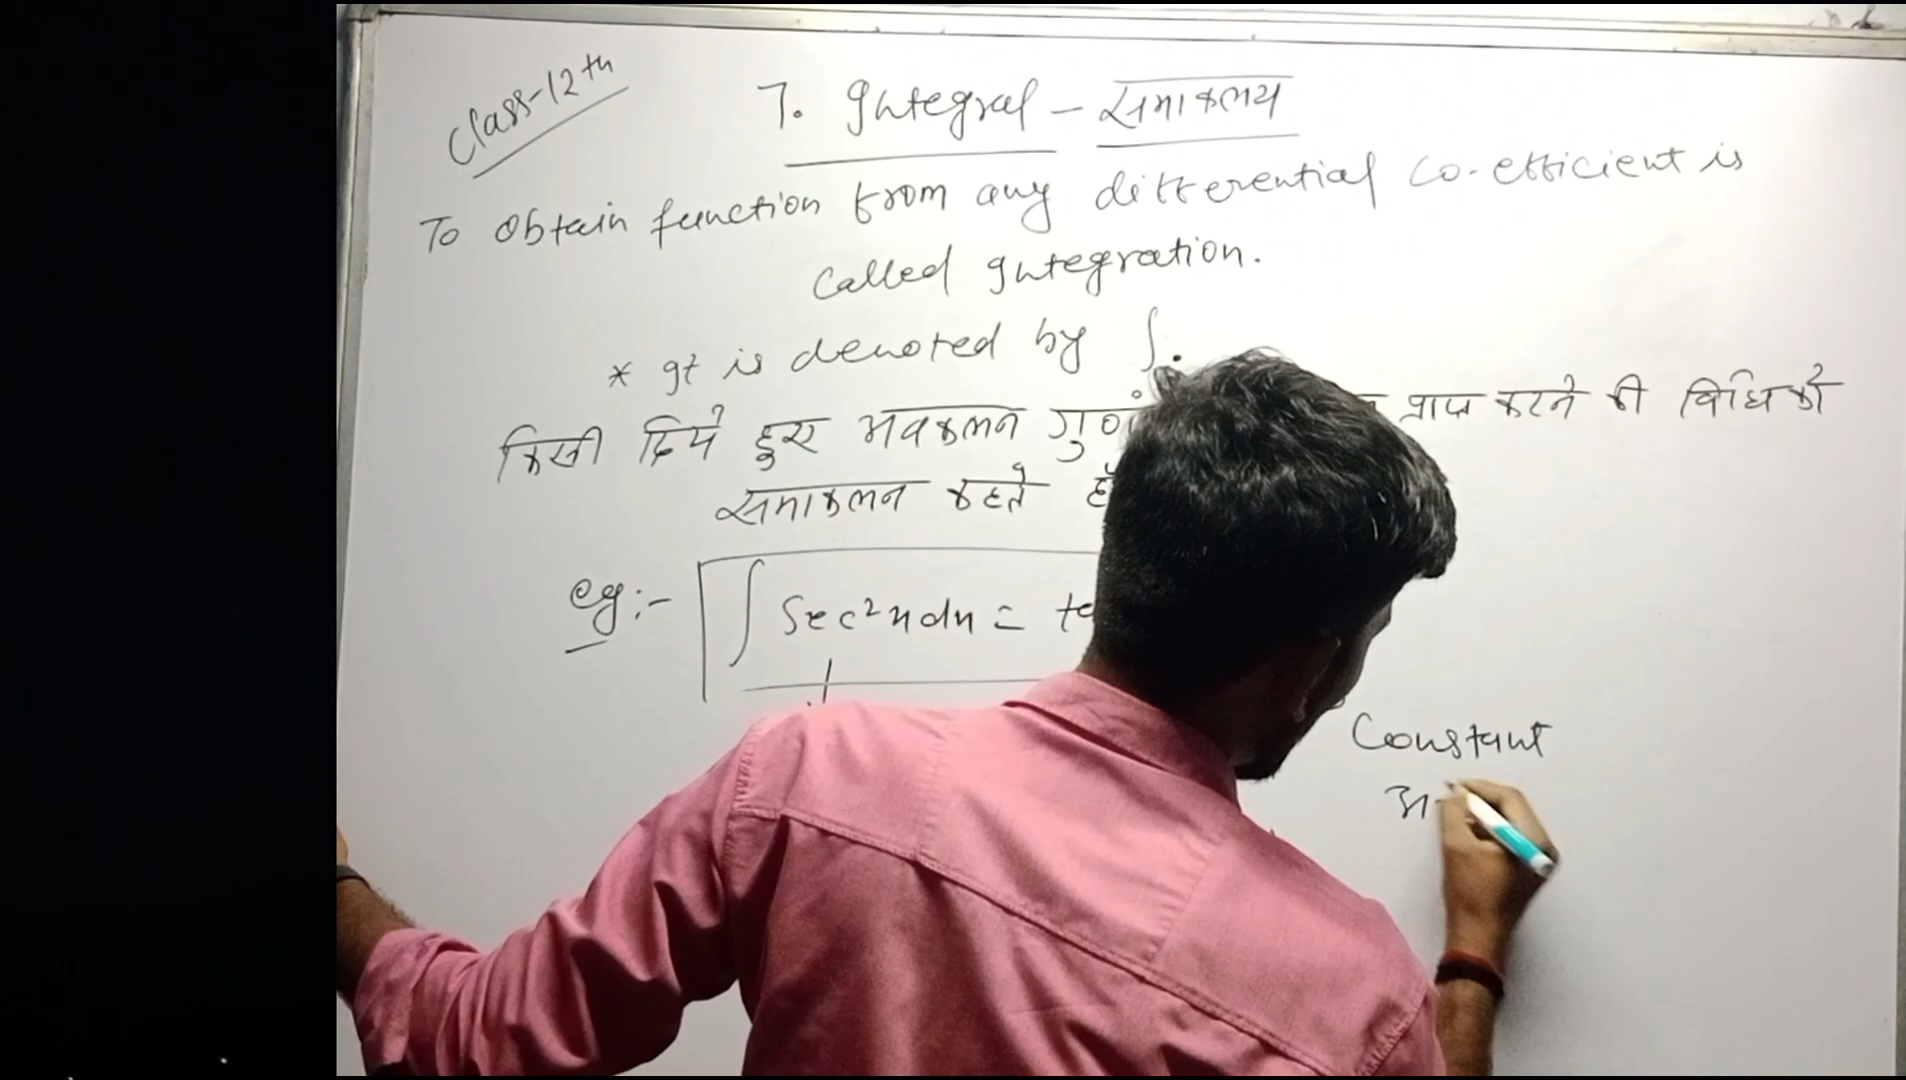 Class-12th
7. Integral - समाकलन
To obtain function from any differential co-efficient is
called Integration.
* It is denoted by ∫.
किसी दिये हुए अवकलन प्राप्त करने की विधि को
समाकलन कहते
eg:- ∫ Sec²x dx =
Constant